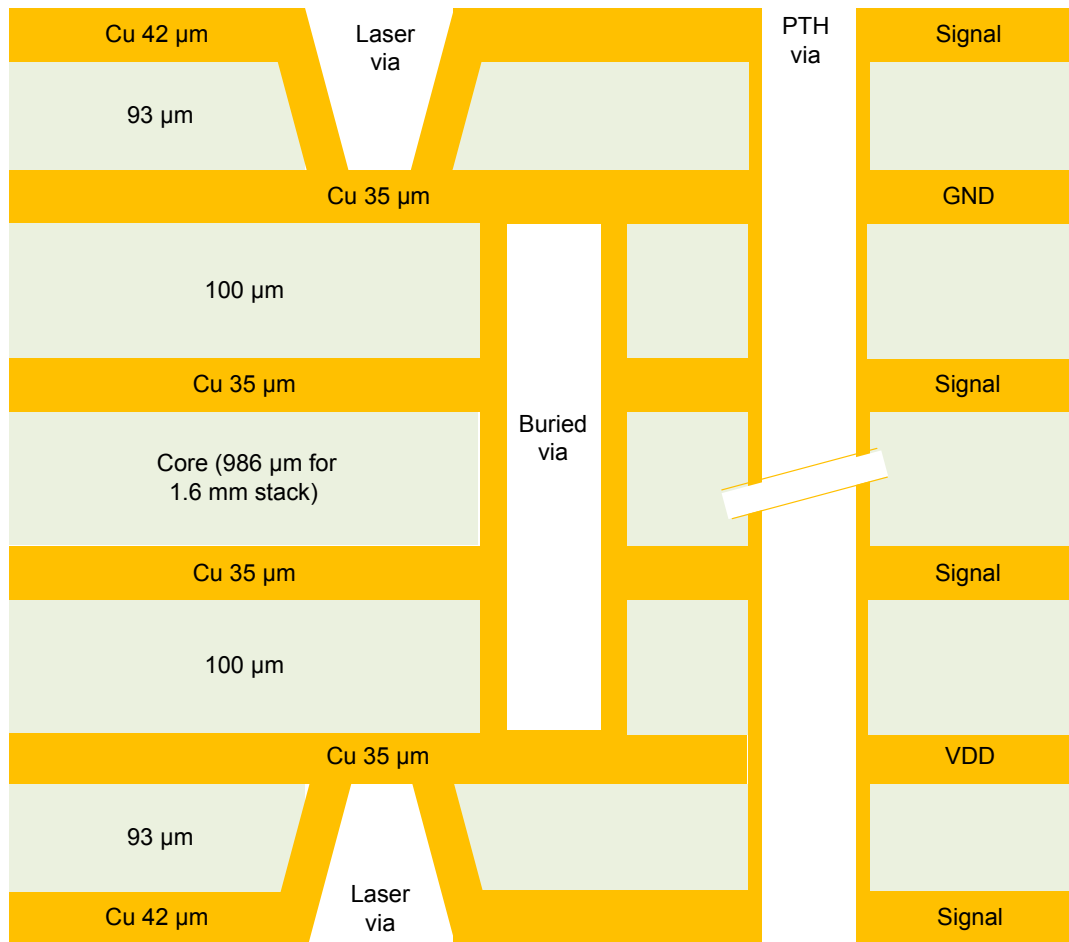 Cu 42 µm
Laser
via
PTH
via
Signal
93 µm
Cu 35 µm
GND
100 µm
Cu 35 µm
Signal
Buried
via
Core (986 µm for
1.6 mm stack)
Cu 35 µm
Signal
100 µm
Cu 35 µm
VDD
93 µm
Laser
via
Cu 42 µm
Signal